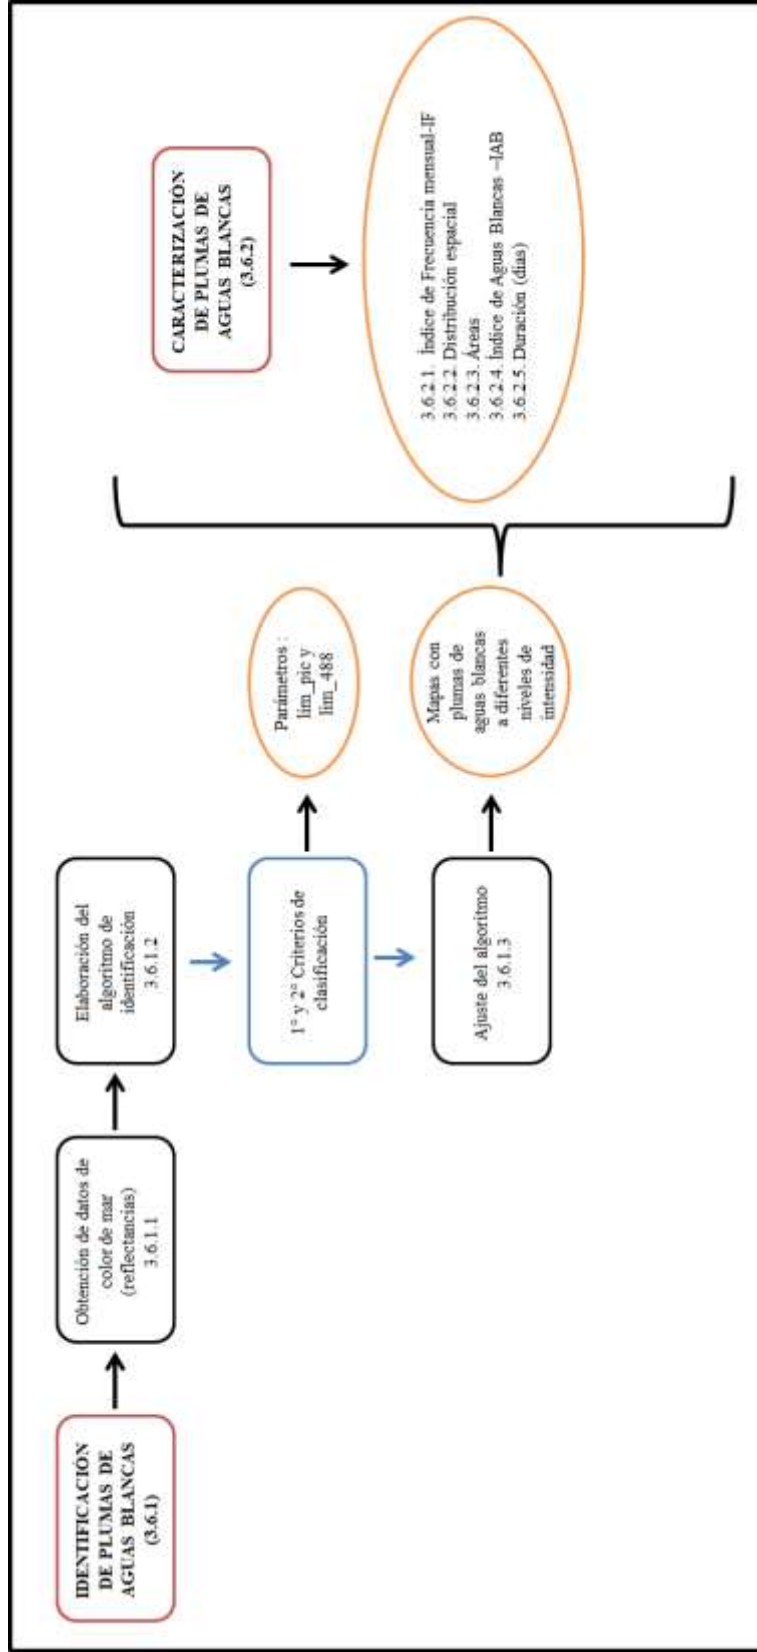 IDENTIFICACIÓN
DE PLUMAS DE
AGUAS BLANCAS
(3.6.1)
Obtención de datos de
color de mar
(reflectancias)
3.6.1.1
Elaboración del
algoritmo de
identificación
3.6.1.2
1° y 2° Criterios de
clasificación
Parámetros :
lim_pic y
lim_488
Ajuste del algoritmo
3.6.1.3
Mapas con
plumas de
aguas blancas
a diferentes
niveles de
intensidad
CARACTERIZACIÓN
DE PLUMAS DE
AGUAS BLANCAS
(3.6.2)
3.6.2.1. Índice de Frecuencia mensual-IF
3.6.2.2. Distribución espacial
3.6.2.3. Áreas
3.6.2.4. Índice de Aguas Blancas –IAB
3.6.2.5. Duración (días)